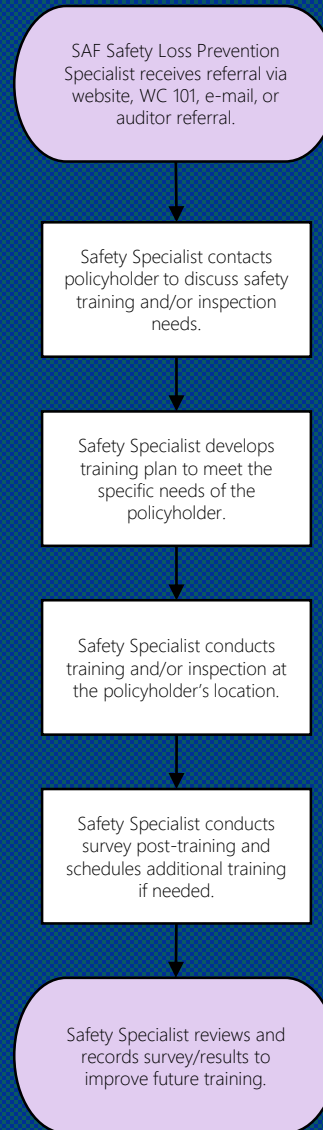 SAF Safety Loss Prevention
Specialist receives referral via
website, WC 101, e-mail, or
auditor referral.
Safety Specialist contacts
policyholder to discuss safety
training and/or inspection
needs.
Safety Specialist develops
training plan to meet the
specific needs of the
policyholder.
Safety Specialist conducts
training and/or inspection at
the policyholder’s location.
Safety Specialist conducts
survey post-training and
schedules additional training
if needed.
Safety Specialist reviews and
records survey/results to
improve future training.